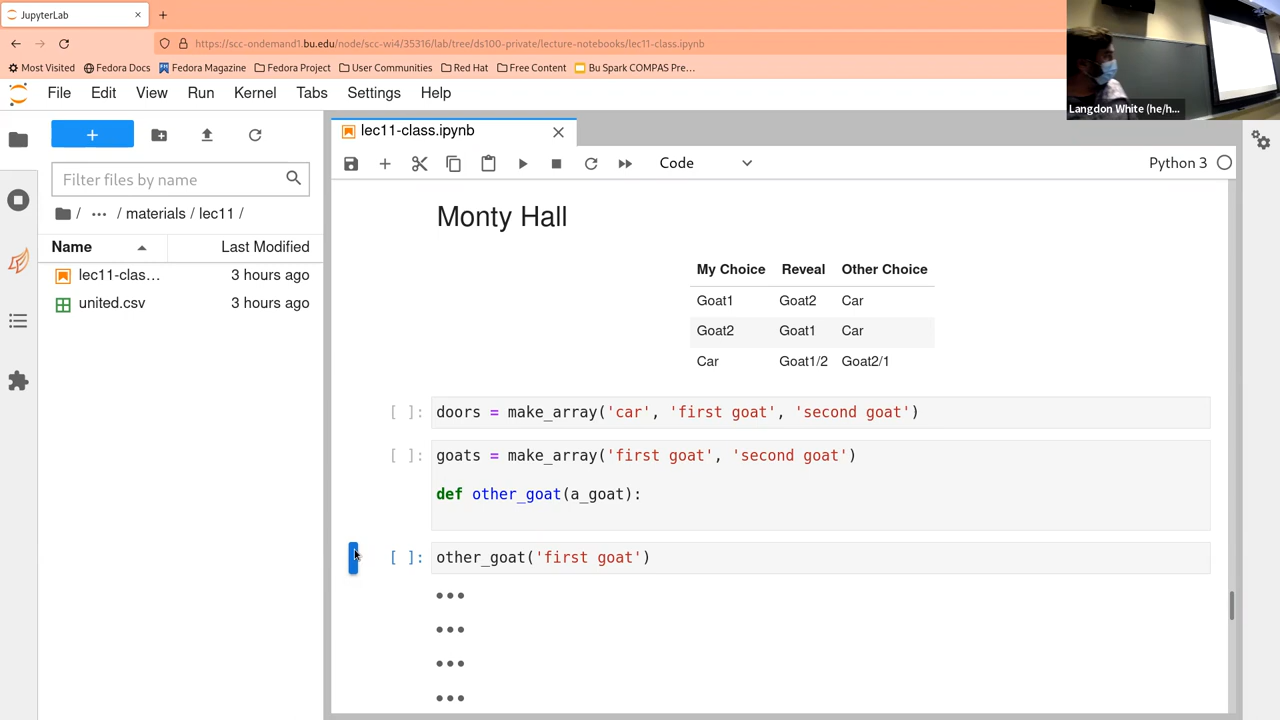 JupyterLab
https://scc-ondemand1.bu.edu/node/scc-wi4/35316/lab/tree/ds100-private/lecture-notebooks/lec11-class.ipynb
Most Visited Fedora Docs Fedora Magazine Fedora Project User Communities Red Hat Free Content Bu Spark COMPAS Pre…
Langdon White (he/h...
File Edit View Run Kernel Tabs Settings Help
lec11-class.ipynb
Code
Python 3
Filter files by name
/ ··· / materials / lec11 /
Name Last Modified
lec11-clas… 3 hours ago
united.csv 3 hours ago
Monty Hall
My Choice Reveal Other Choice
Goat1 Goat2 Car
Goat2 Goat1 Car
Car Goat1/2 Goat2/1
[ ]: doors = make_array('car', 'first goat', 'second goat')
[ ]: goats = make_array('first goat', 'second goat')
def other_goat(a_goat):
[ ]: other_goat('first goat')